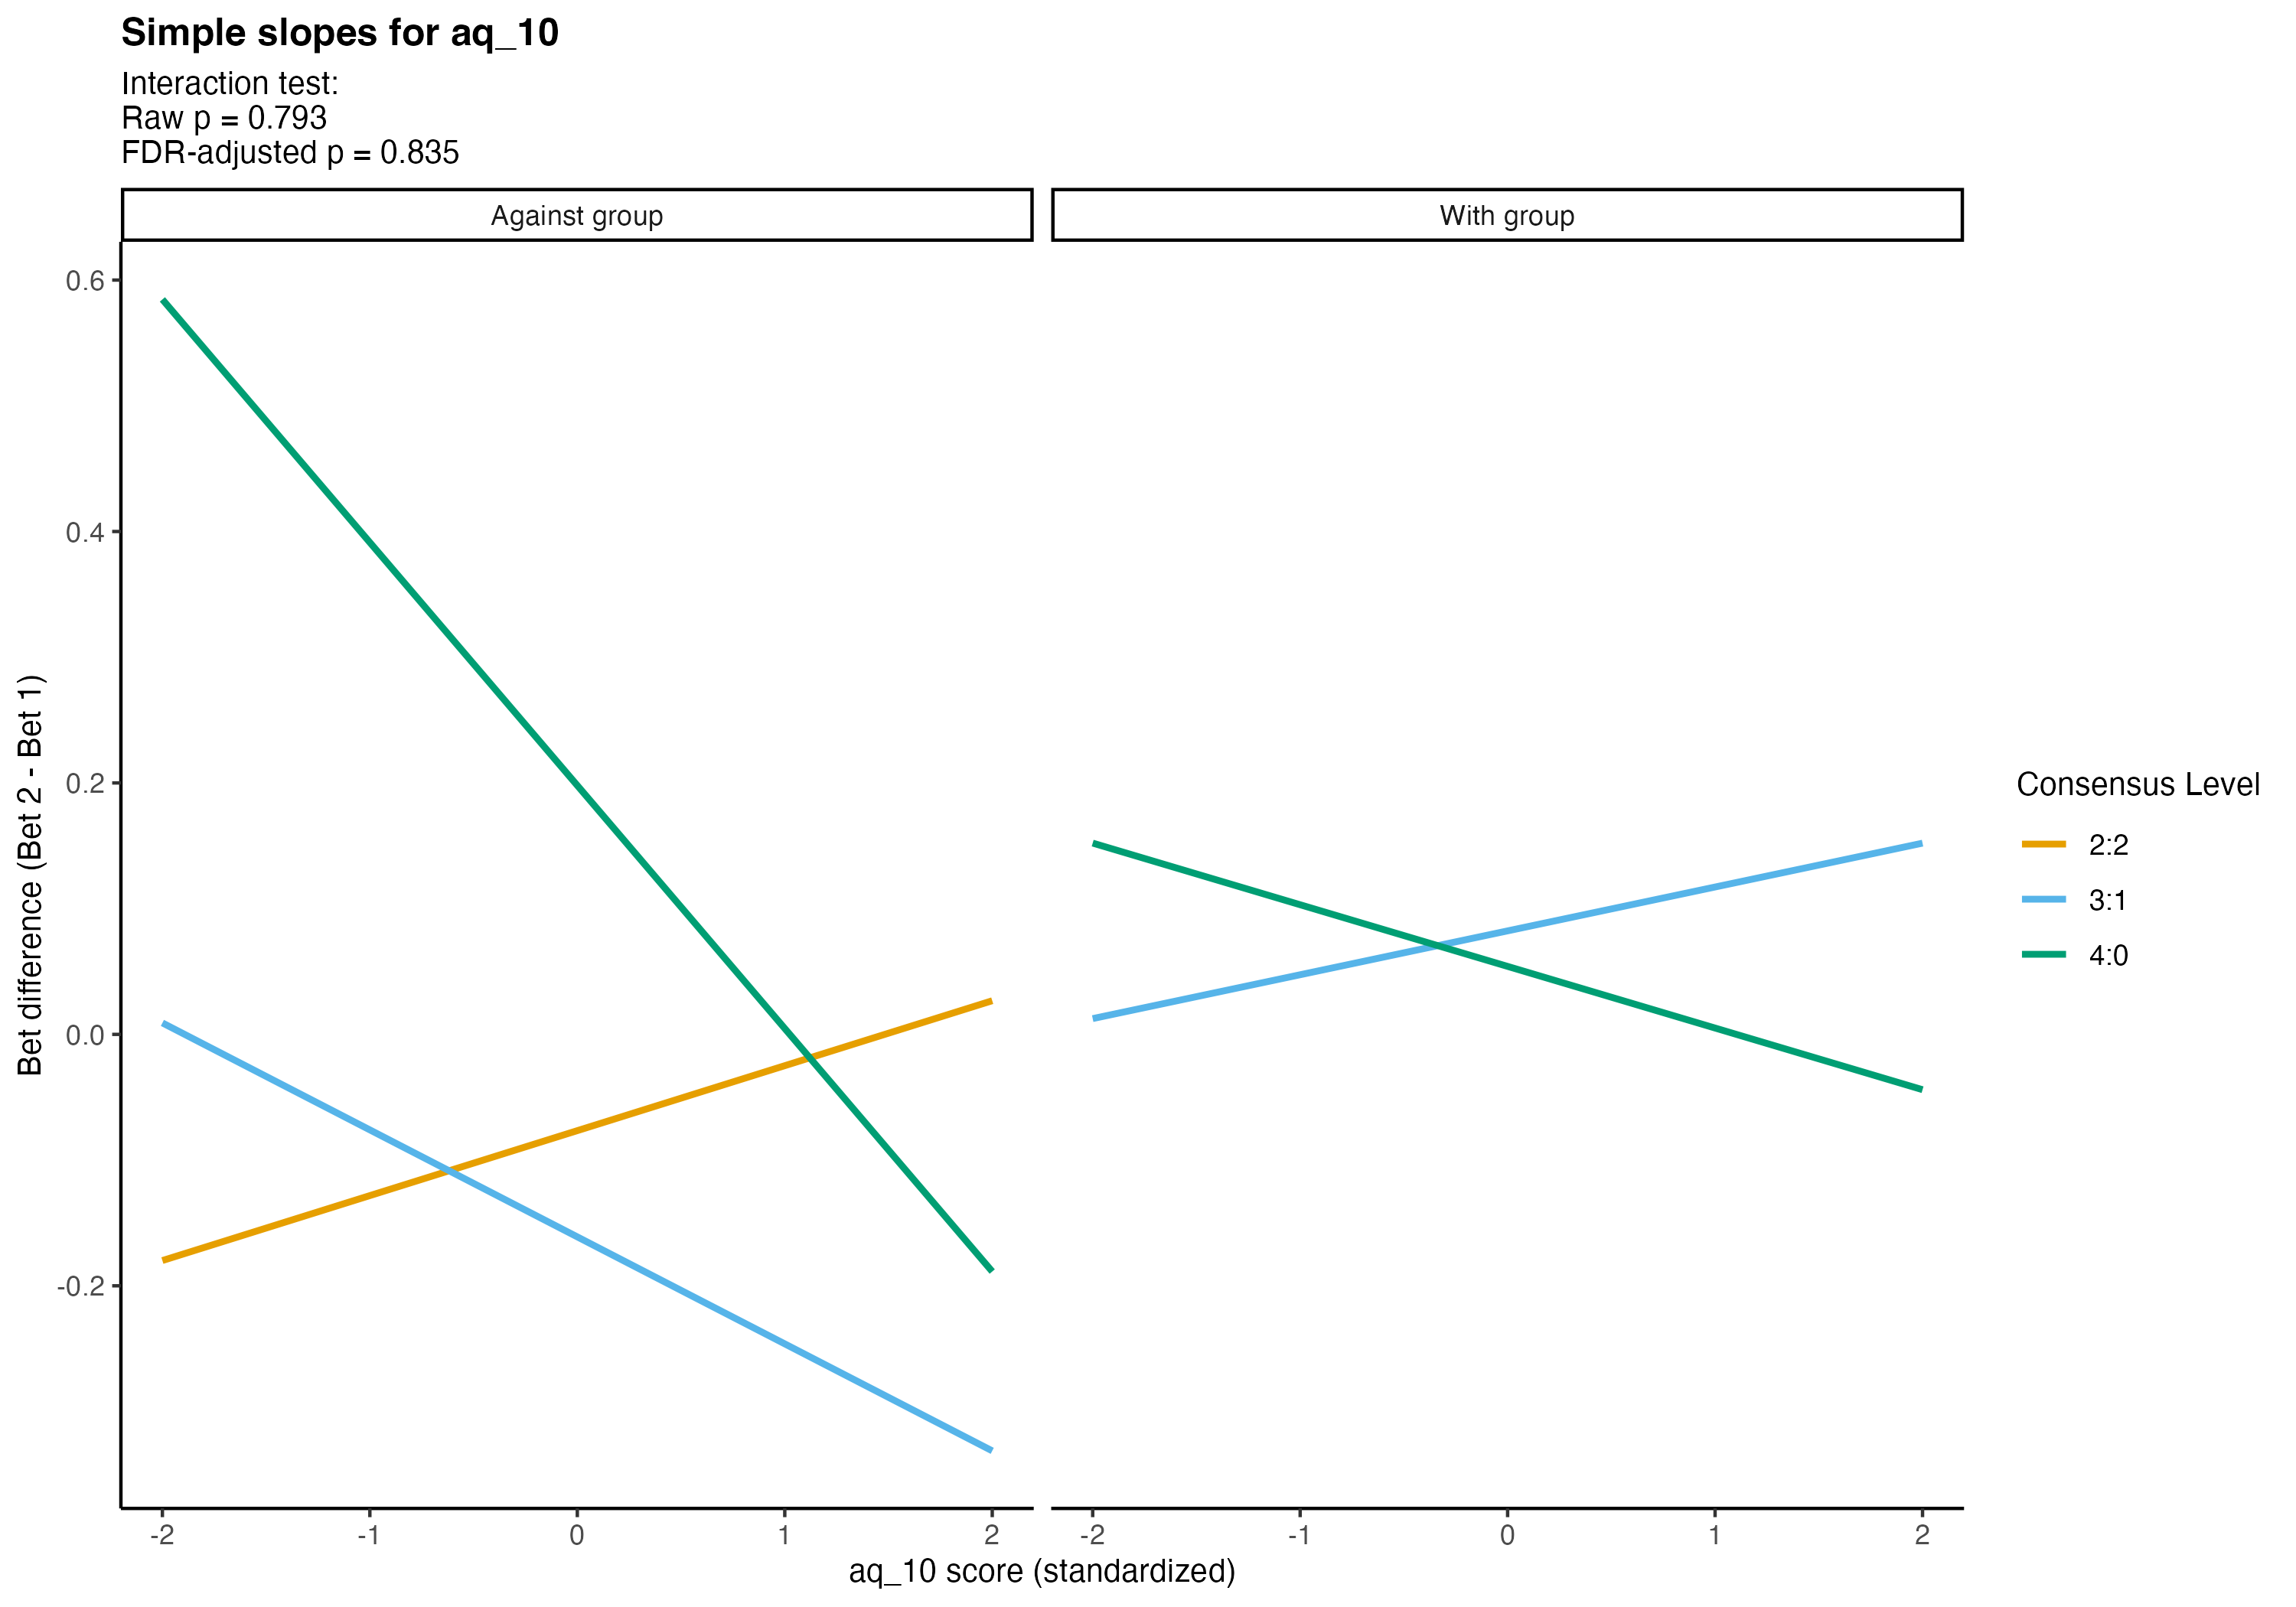 Simple slopes for aq_10
Interaction test:
Raw p = 0.793
FDR-adjusted p = 0.835
Against group
With group
0.6
0.4
0.2
0.0
-0.2
Bet difference (Bet 2 - Bet 1)
-2 -1 0 1 2
-2 -1 0 1 2
aq_10 score (standardized)
Consensus Level
2:2
3:1
4:0